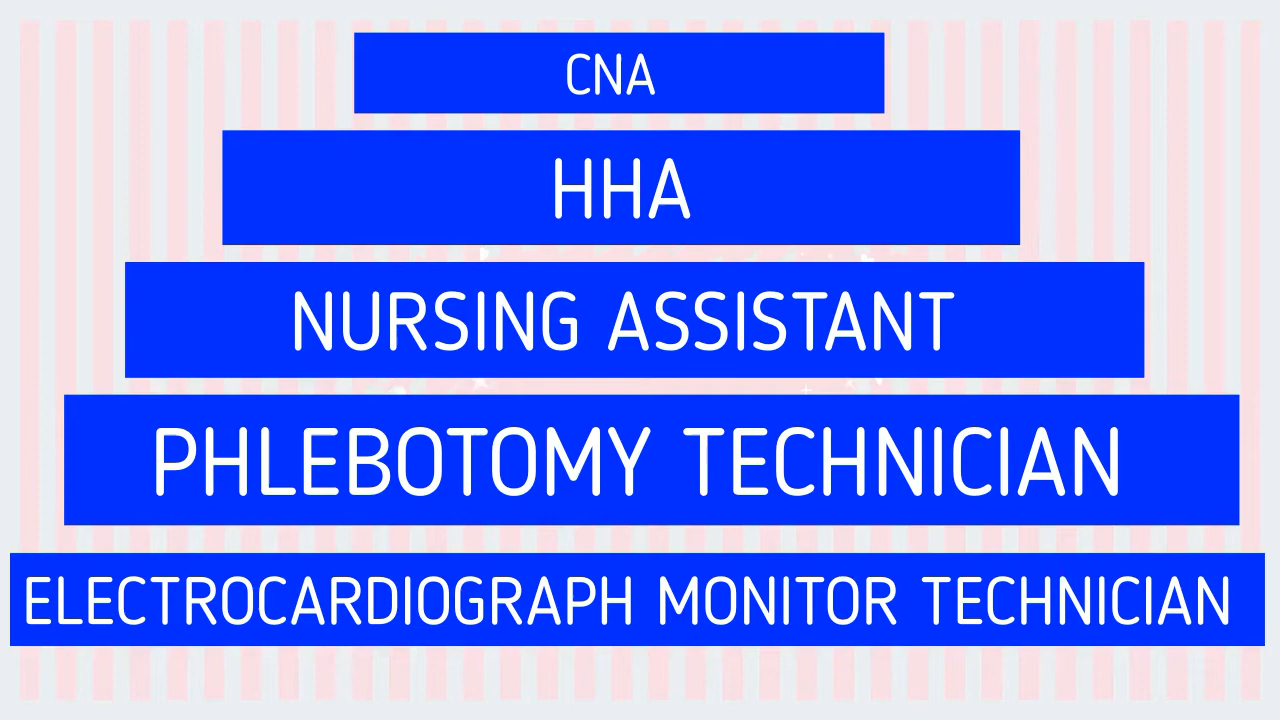 CNA
HHA
NURSING ASSISTANT
PHLEBOTOMY TECHNICIAN
ELECTROCARDIOGRAPH MONITOR TECHNICIAN